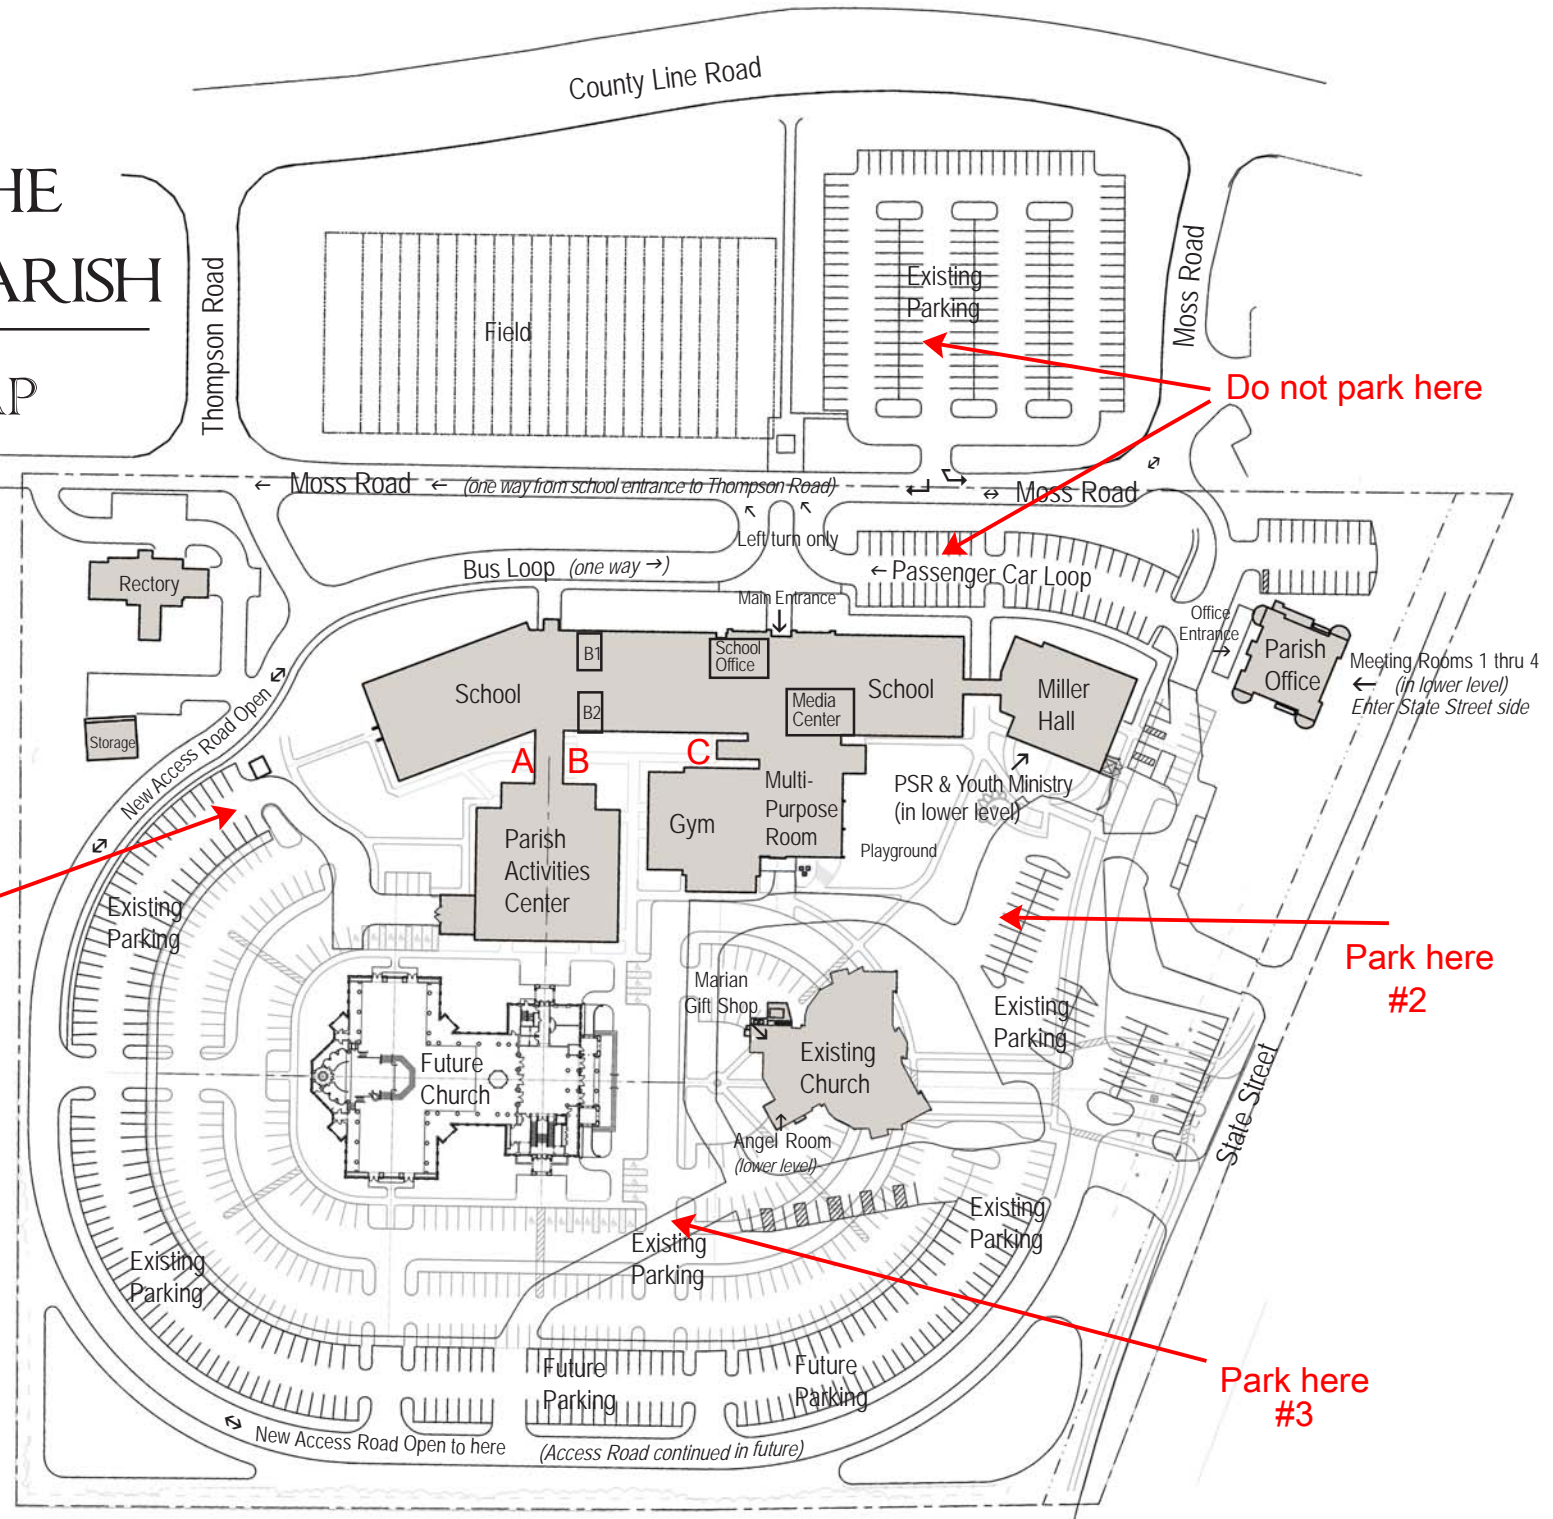 County Line Road
HE
ARISH
AP
Thompson Road
Field
Existing
Parking
Moss Road
Do not park here
← Moss Road ← (one way from school entrance to Thompson Road)
↔ Moss Road
Left turn only
Bus Loop (one way →)
← Passenger Car Loop
Rectory
Main Entrance
Office
Entrance
Parish
Office
Meeting Rooms 1 thru 4
(in lower level)
Enter State Street side
School
B1
B2
School
Office
Media
Center
School
Miller
Hall
Storage
New Access Road Open
A
B
C
PSR & Youth Ministry
(in lower level)
Multi-
Purpose
Room
Gym
Playground
Parish
Activities
Center
Existing
Parking
Park here
#2
Marian
Gift Shop
Existing
Parking
Existing
Church
Future
Church
State Street
Angel Room
(lower level)
Existing
Parking
Existing
Parking
Existing
Parking
Future
Parking
Future
Parking
Park here
#3
New Access Road Open to here
(Access Road continued in future)